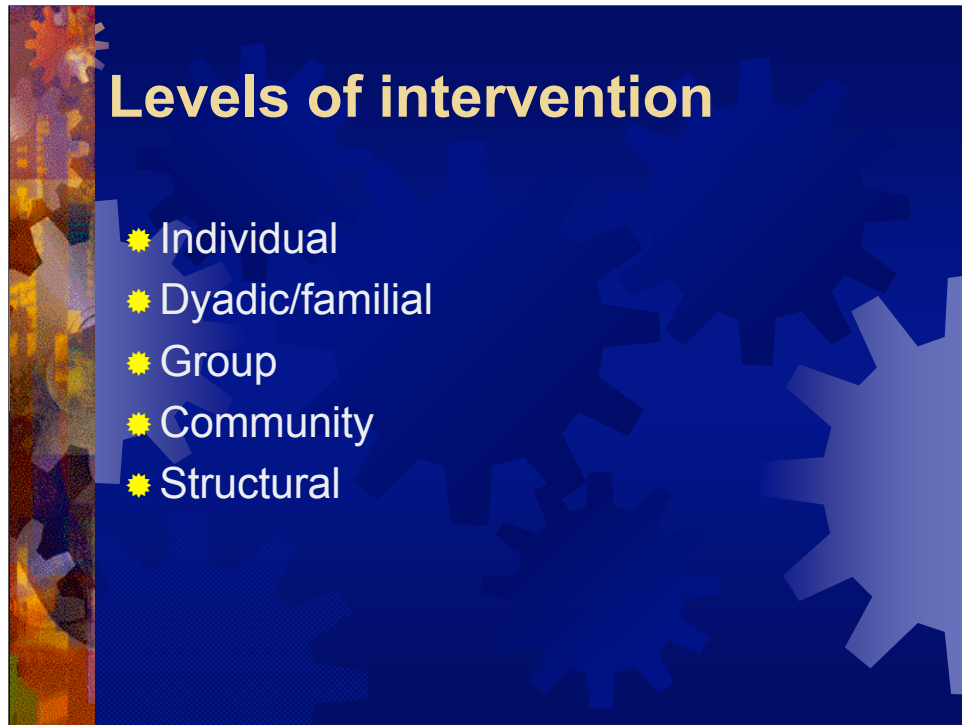 Levels of intervention
Individual
Dyadic/familial
Group
Community
Structural